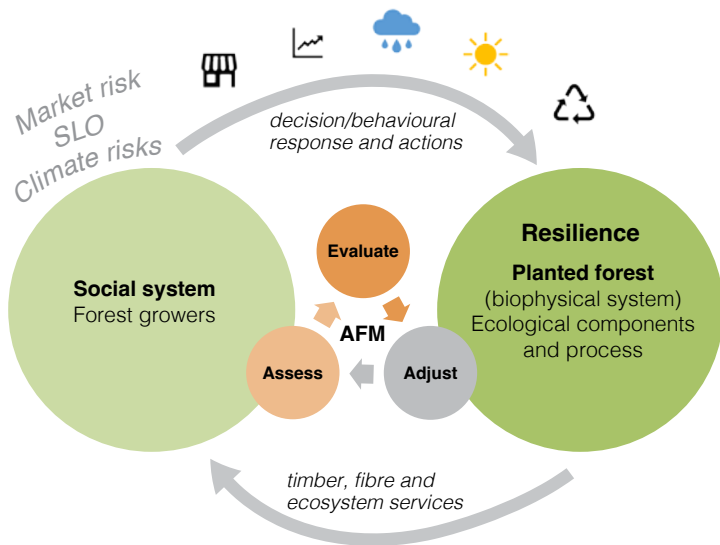 Market risk
SLO
Climate risks
decision/behavioural
response and actions
Social system
Forest growers
Evaluate
AFM
Assess
Adjust
Resilience
Planted forest
(biophysical system)
Ecological components
and process
timber, fibre and
ecosystem services